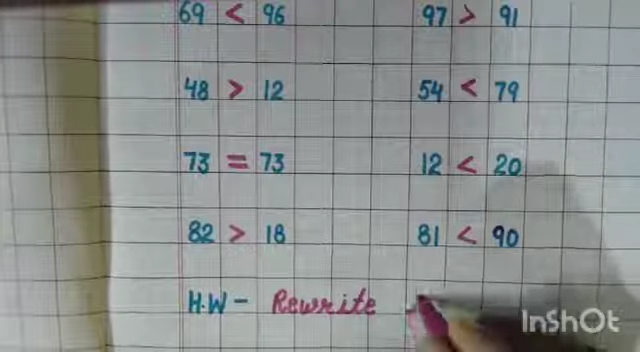 69 < 96 97 > 91
48 > 12 54 < 79
73 = 73 12 < 20
82 > 18 81 < 90
H.W - Rewrite
InShOt